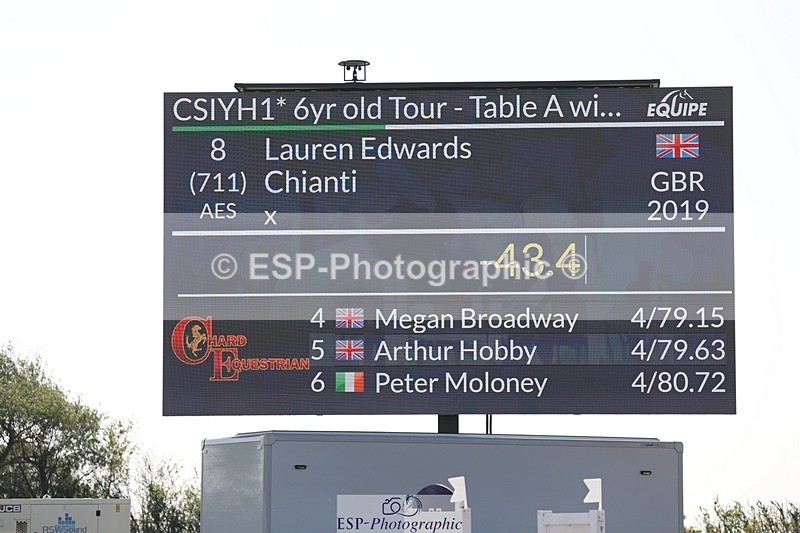 CSIYH1* 6yr old Tour - Table A wi... EQUIPE
8 Lauren Edwards
(711) Chianti GBR
AES x 2019
-43.4
© ESP-Photographic ©
4 Megan Broadway 4/79.15
CHARD EQUESTRIAN
5 Arthur Hobby 4/79.63
6 Peter Moloney 4/80.72
JCB
RSWSound
ESP-Photographic